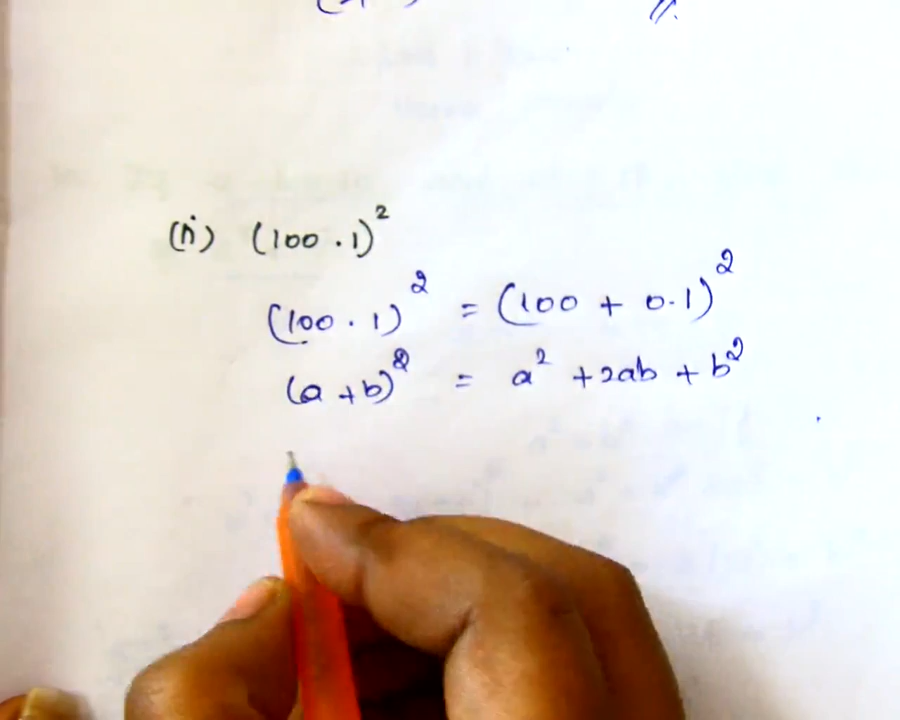 (ii) (100.1)²
(100.1)² = (100 + 0.1)²
(a+b)² = a² + 2ab + b²